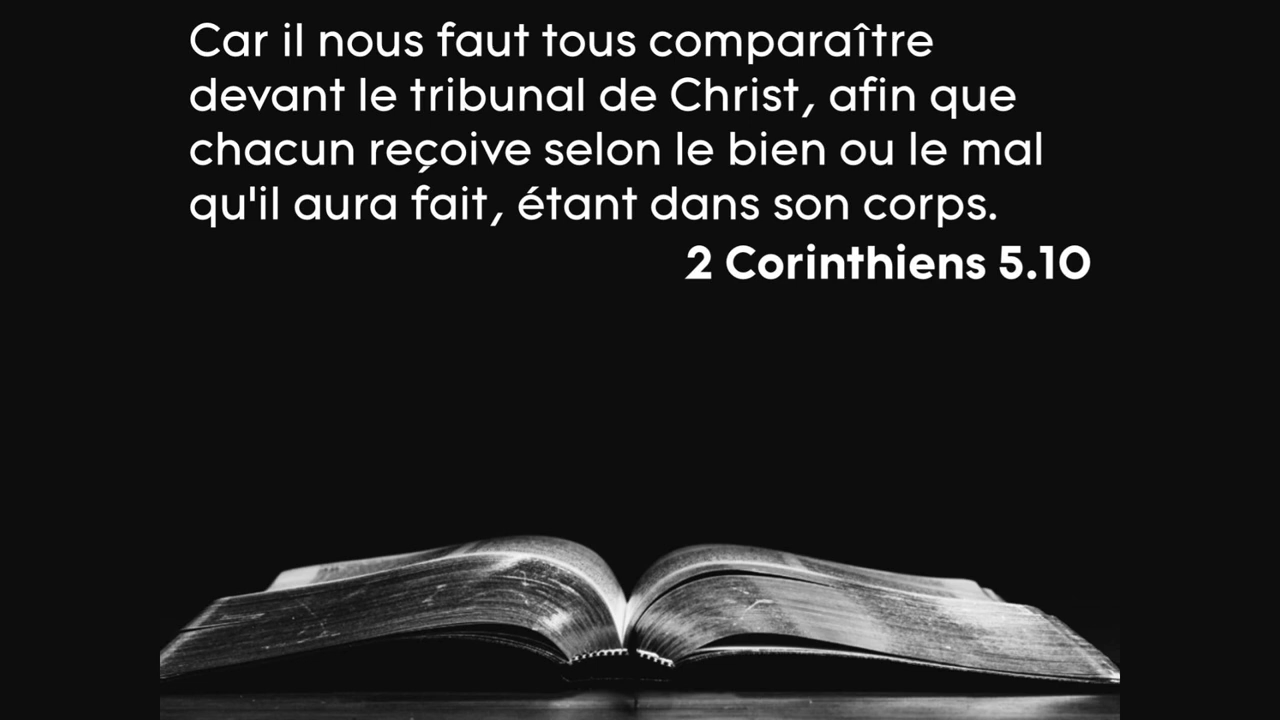 Car il nous faut tous comparaître
devant le tribunal de Christ, afin que
chacun reçoive selon le bien ou le mal
qu'il aura fait, étant dans son corps.
2 Corinthiens 5.10